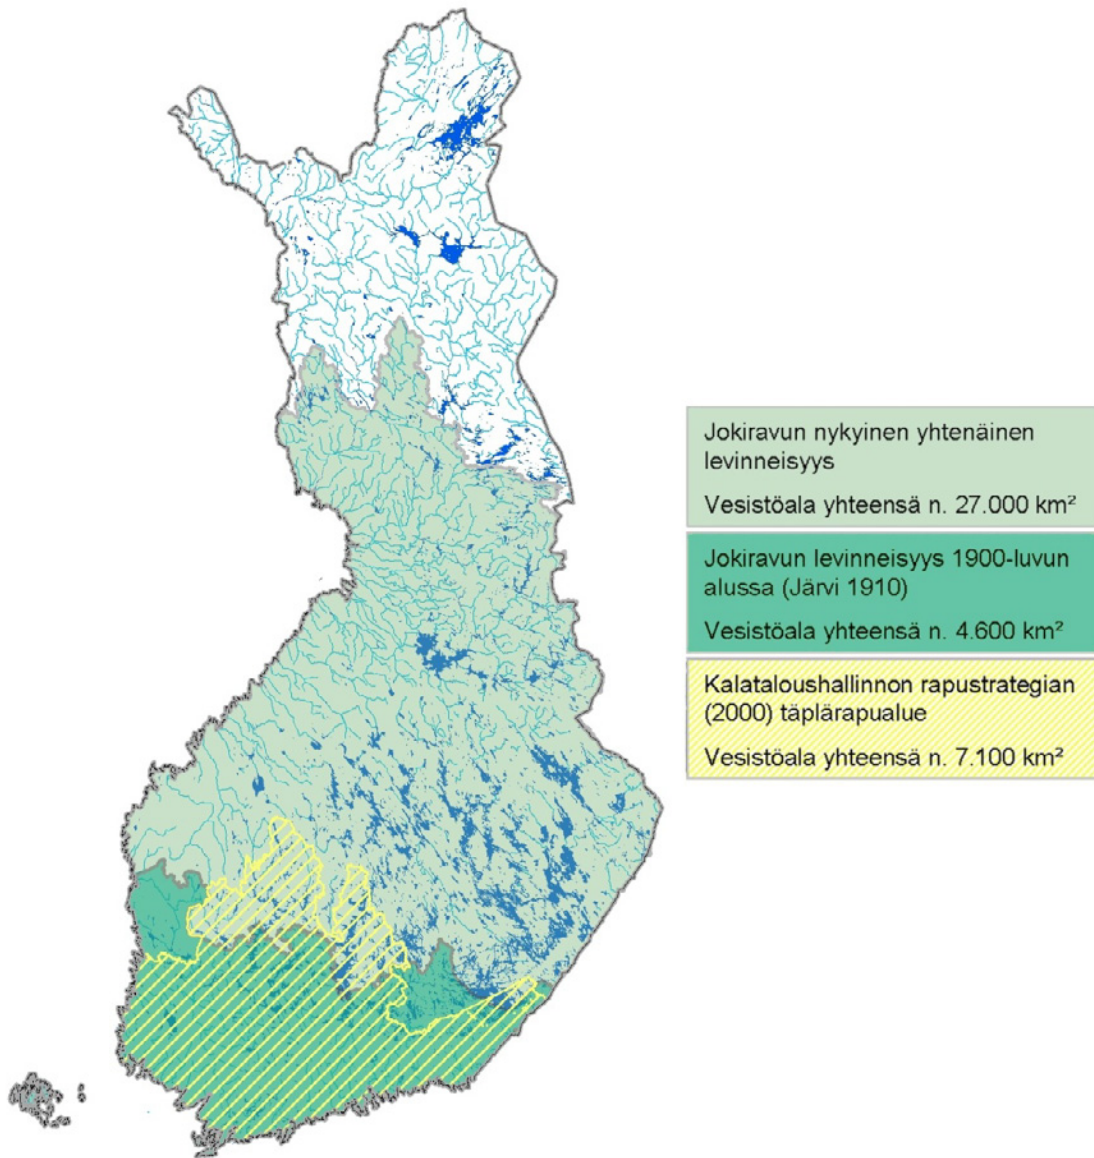 Jokiravun nykyinen yhtenäinen
levinneisyys
Vesistöala yhteensä n. 27.000 km²
Jokiravun levinneisyys 1900-luvun
alussa (Järvi 1910)
Vesistöala yhteensä n. 4.600 km²
Kalataloushallinnon rapustrategian
(2000) täplärapualue
Vesistöala yhteensä n. 7.100 km²